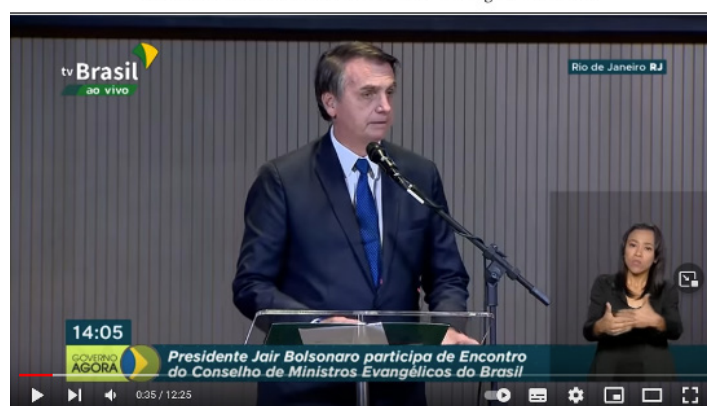 tv Brasil
ao vivo
Rio de Janeiro RJ
14:05
GOVERNO
AGORA
Presidente Jair Bolsonaro participa de Encontro
do Conselho de Ministros Evangélicos do Brasil
0:35 / 12:25